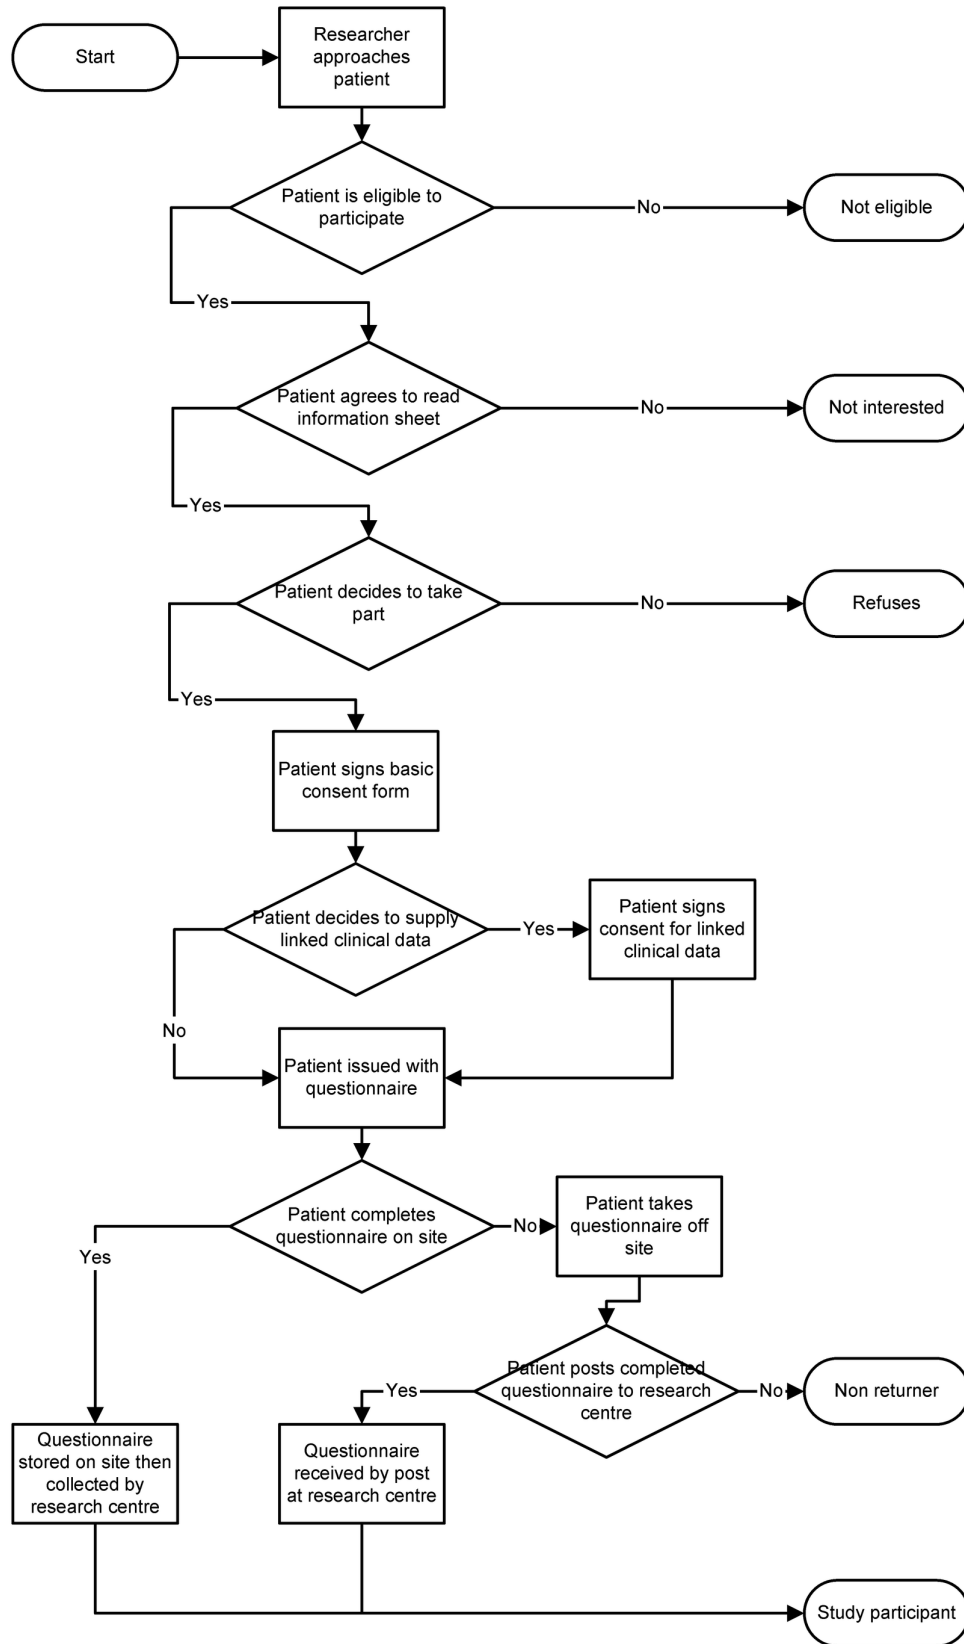 Start
Researcher
approaches
patient
Patient is eligible to
participate
No
Not eligible
Yes
Patient agrees to read
information sheet
No
Not interested
Yes
Patient decides to take
part
No
Refuses
Yes
Patient signs basic
consent form
Patient decides to supply
linked clinical data
Yes
Patient signs
consent for linked
clinical data
No
Patient issued with
questionnaire
Patient completes
questionnaire on site
No
Patient takes
questionnaire off
site
Yes
Patient posts completed
questionnaire to research
centre
Yes
No
Non returner
Questionnaire
stored on site then
collected by
research centre
Questionnaire
received by post
at research centre
Study participant